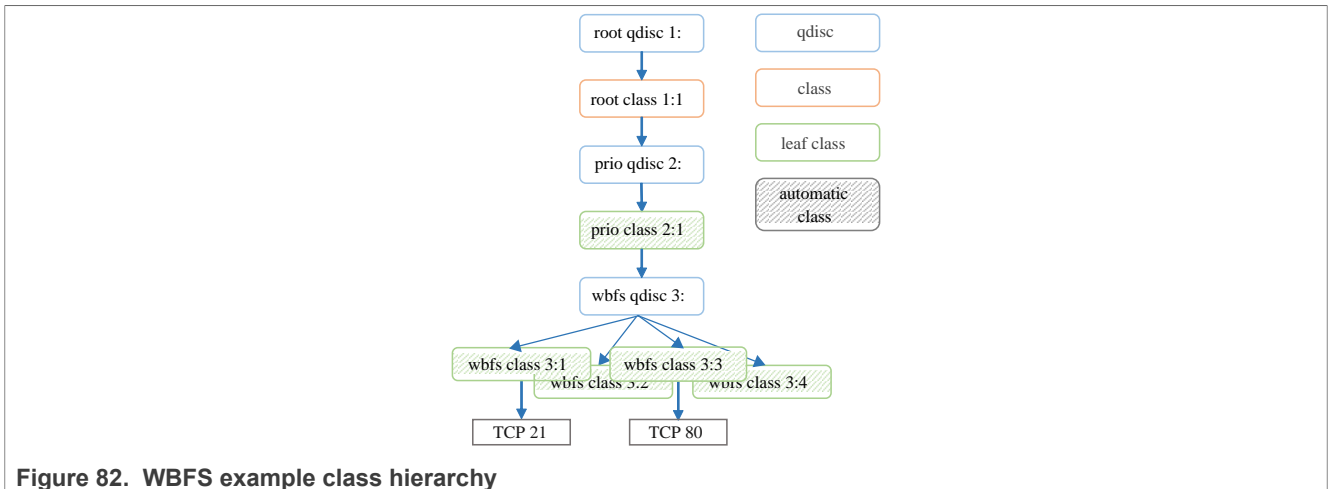 root qdisc 1:
qdisc
root class 1:1
class
prio qdisc 2:
leaf class
automatic
class
prio class 2:1
wbfs qdisc 3:
wbfs class 3:1
wbfs class 3:2
wbfs class 3:3
wbfs class 3:4
TCP 21
TCP 80
Figure 82. WBFS example class hierarchy